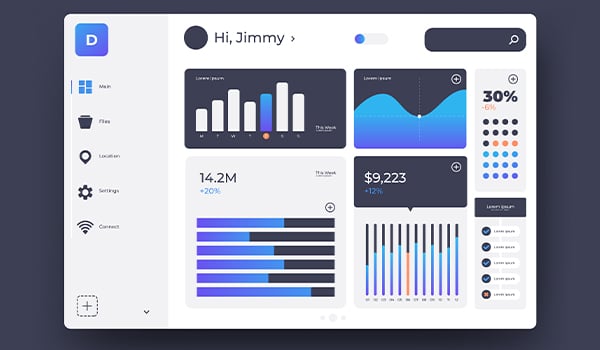 D
Hi, Jimmy ›
Main
Files
Location
Settings
Connect
Lorem Ipsum
M T W T F S S
This Week
Lorem Ipsum
30%
-6%
14.2M
+20%
This Week
$9,223
+12%
01 02 03 04 05 06 07 08 09 10 11 12
Lorem ipsum
Lorem ipsum
Lorem ipsum
Lorem ipsum
Lorem ipsum
Lorem ipsum